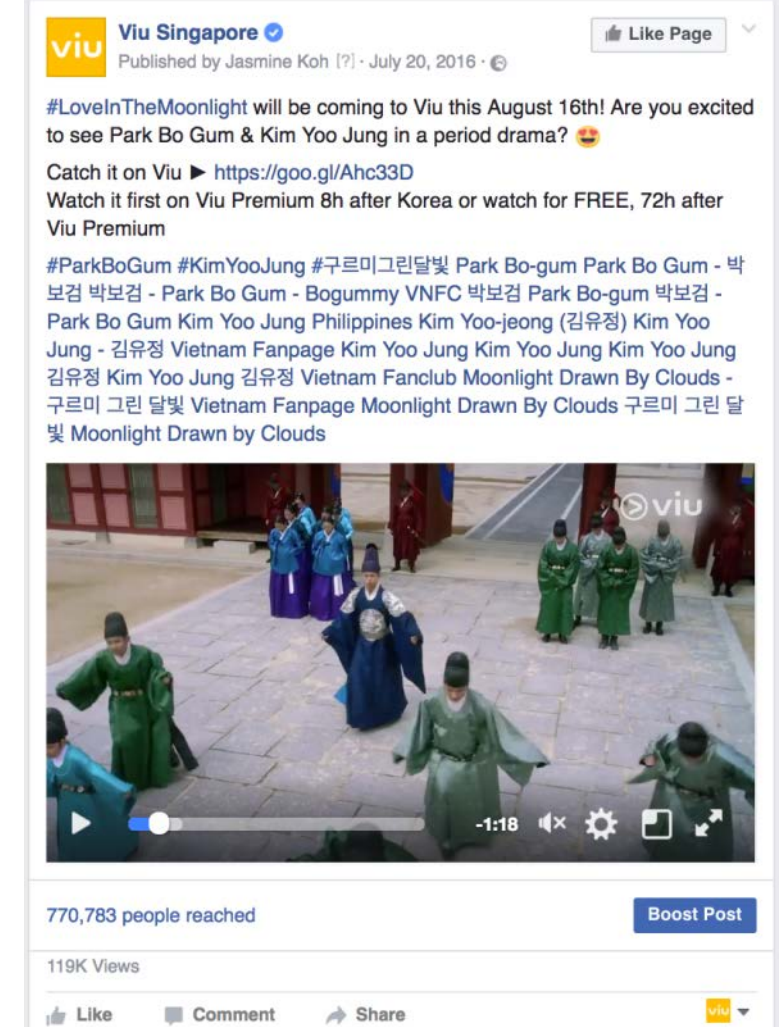 viu
Viu Singapore
Like Page
Published by Jasmine Koh [?] · July 20, 2016 ·
#LoveInTheMoonlight will be coming to Viu this August 16th! Are you excited
to see Park Bo Gum & Kim Yoo Jung in a period drama? 😍
Catch it on Viu ► https://goo.gl/Ahc33D
Watch it first on Viu Premium 8h after Korea or watch for FREE, 72h after
Viu Premium
#ParkBoGum #KimYooJung #구르미그린달빛 Park Bo-gum Park Bo Gum - 박
보검 박보검 - Park Bo Gum - Bogummy VNFC 박보검 Park Bo-gum 박보검 -
Park Bo Gum Kim Yoo Jung Philippines Kim Yoo-jeong (김유정) Kim Yoo
Jung - 김유정 Vietnam Fanpage Kim Yoo Jung Kim Yoo Jung Kim Yoo Jung
김유정 Kim Yoo Jung 김유정 Vietnam Fanclub Moonlight Drawn By Clouds -
구르미 그린 달빛 Vietnam Fanpage Moonlight Drawn By Clouds 구르미 그린 달
빛 Moonlight Drawn by Clouds
viu
-1:18
770,783 people reached
Boost Post
119K Views
Like Comment Share
viu